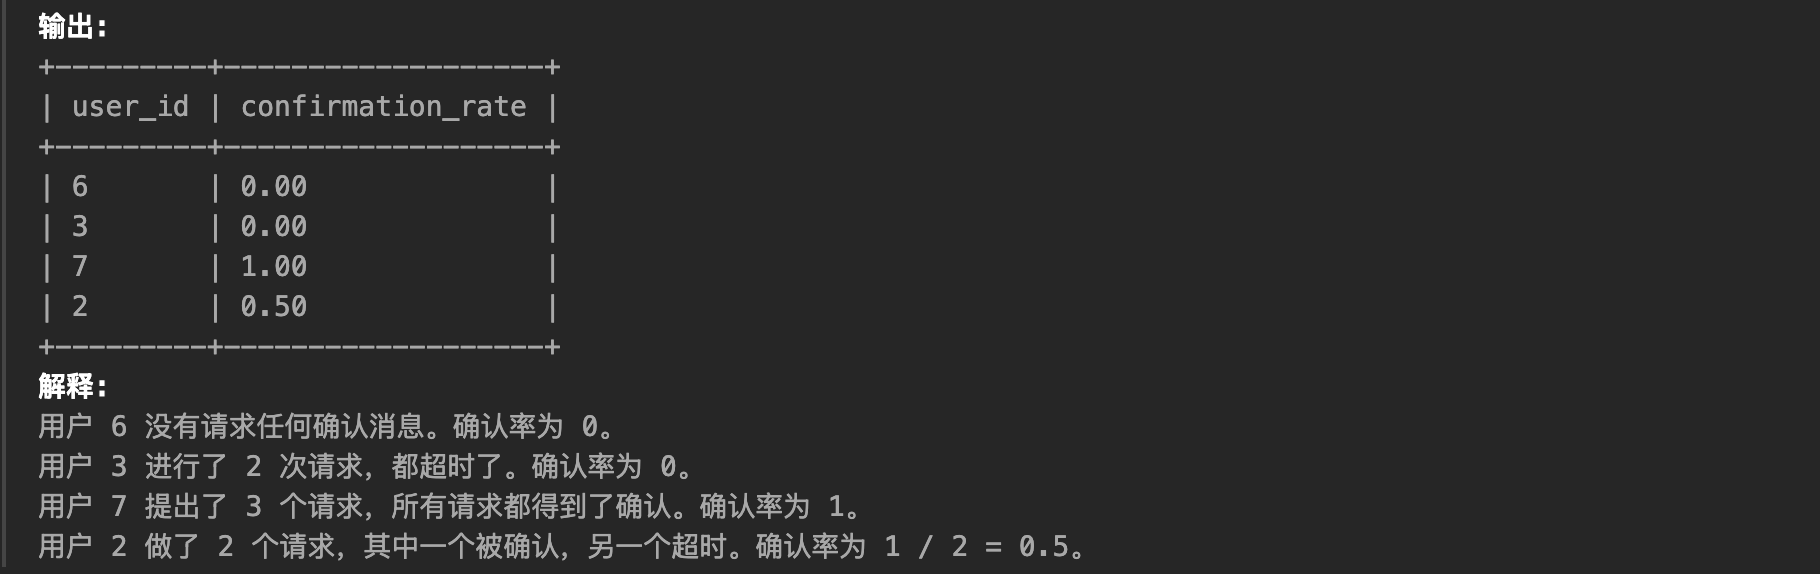 输出:
+---------+-------------------+
| user_id | confirmation_rate |
+---------+-------------------+
| 6       | 0.00              |
| 3       | 0.00              |
| 7       | 1.00              |
| 2       | 0.50              |
+---------+-------------------+
解释:
用户 6 没有请求任何确认消息。确认率为 0。
用户 3 进行了 2 次请求，都超时了。确认率为 0。
用户 7 提出了 3 个请求，所有请求都得到了确认。确认率为 1。
用户 2 做了 2 个请求，其中一个被确认，另一个超时。确认率为 1 / 2 = 0.5。